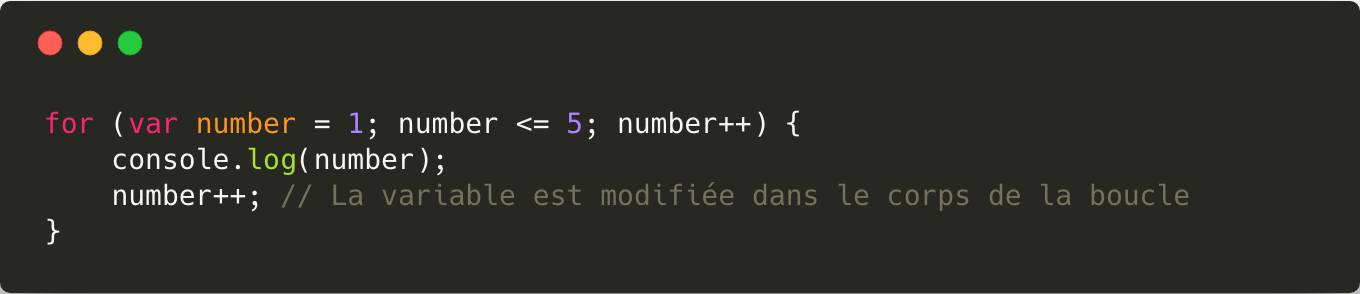 for (var number = 1; number <= 5; number++) {
    console.log(number);
    number++; // La variable est modifiée dans le corps de la boucle
}